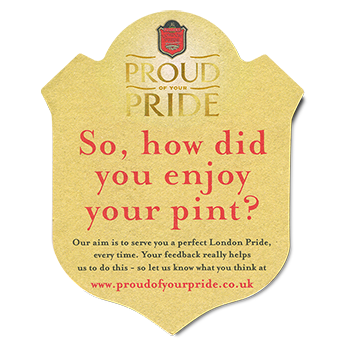 PROUD
OF YOUR
PRIDE
So, how did
you enjoy
your pint?
Our aim is to serve you a perfect London Pride,
every time. Your feedback really helps
us to do this – so let us know what you think at
www.proudofyourpride.co.uk